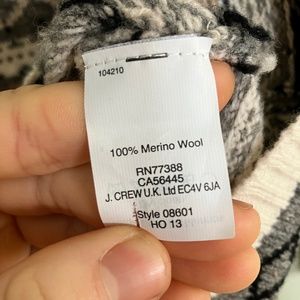 104210
100% Merino Wool
RN77388
CA56445
J. CREW U.K. Ltd EC4V 6JA
Style 08601
HO 13